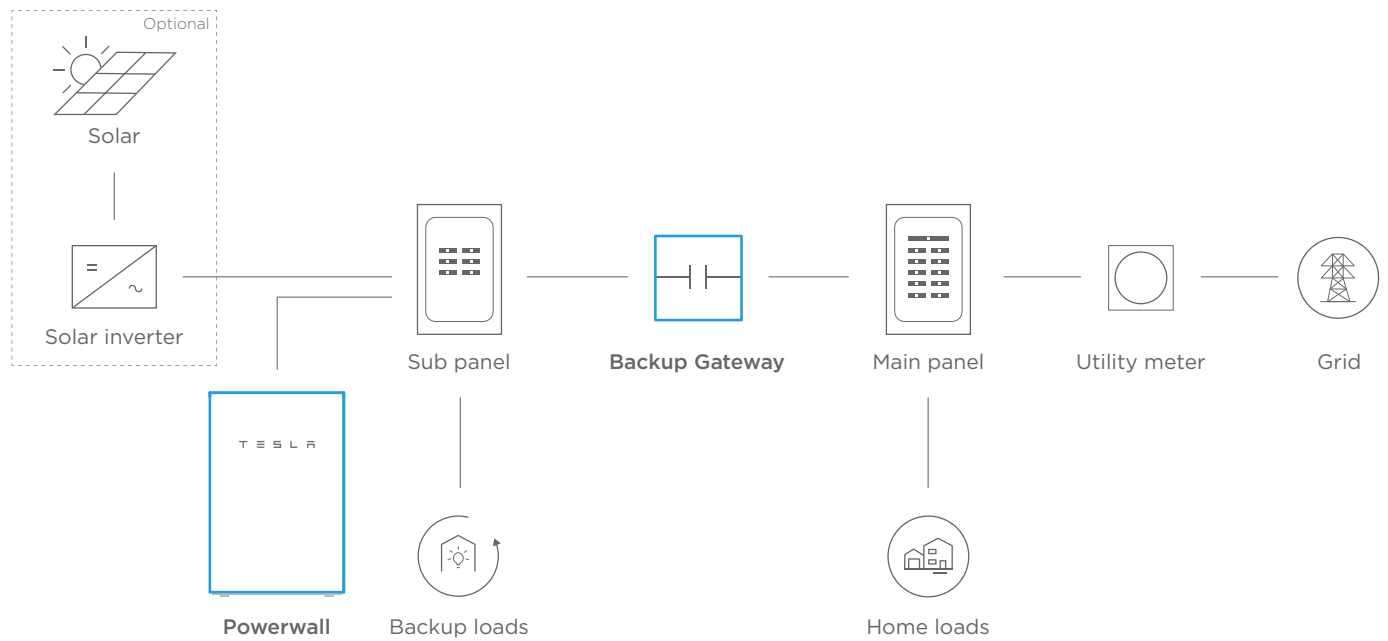 Optional
Solar
Solar inverter
Sub panel
Backup Gateway
Main panel
Utility meter
Grid
TESLA
Powerwall
Backup loads
Home loads